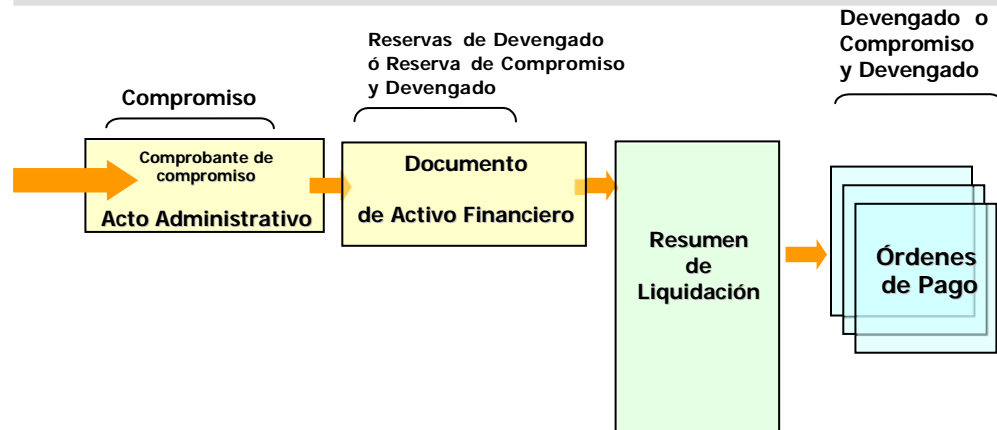 Compromiso
Comprobante de
compromiso
Acto Administrativo
Reservas de Devengado
ó Reserva de Compromiso
y Devengado
Documento
de Activo Financiero
Resumen
de
Liquidación
Devengado o
Compromiso
y Devengado
Órdenes
de Pago